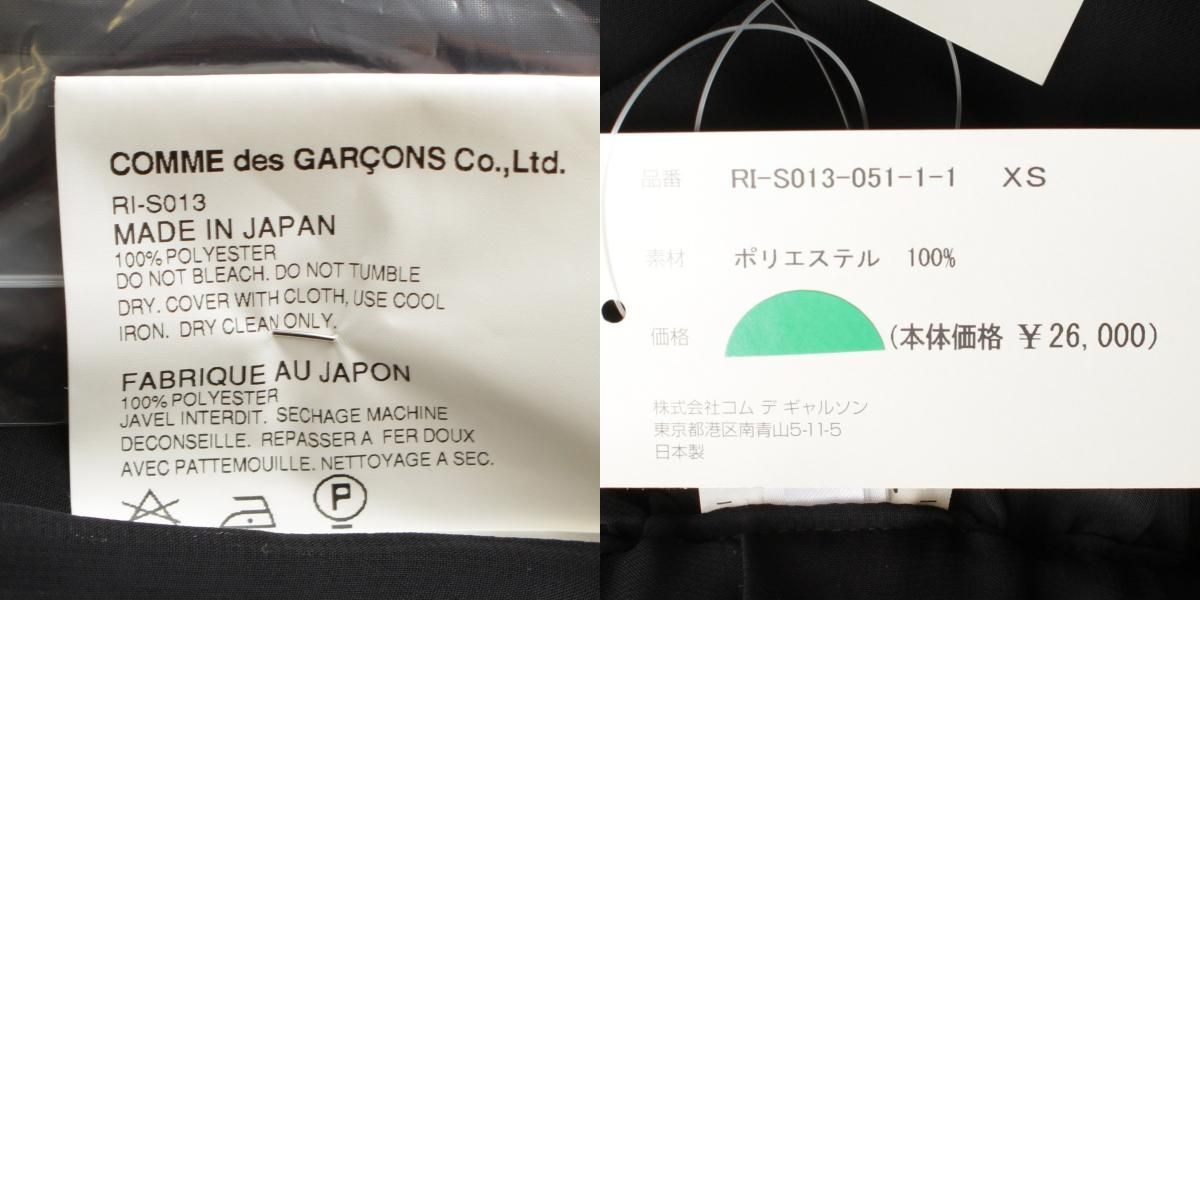 COMME des GARÇONS Co.,Ltd.
RI-S013
MADE IN JAPAN
100% POLYESTER
DO NOT BLEACH. DO NOT TUMBLE
DRY. COVER WITH CLOTH, USE COOL
IRON. DRY CLEAN ONLY.
FABRIQUE AU JAPON
100% POLYESTER
JAVEL INTERDIT. SECHAGE MACHINE
DECONSEILLE. REPASSER A FER DOUX
AVEC PATTEMOUILLE. NETTOYAGE A SEC.
P
品番 RI-S013-051-1-1 XS
素材 ポリエステル 100%
価格 (本体価格 ¥26,000)
株式会社コム デ ギャルソン
東京都港区南青山5-11-5
日本製